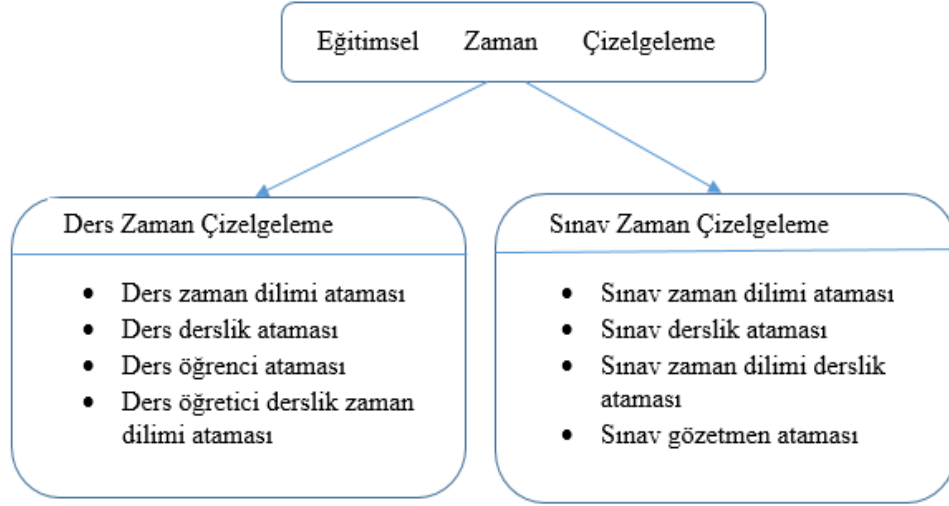 Eğitimsel Zaman Çizelgeleme
Ders Zaman Çizelgeleme
• Ders zaman dilimi ataması
• Ders derslik ataması
• Ders öğrenci ataması
• Ders öğretici derslik zaman
dilimi ataması
Sınav Zaman Çizelgeleme
• Sınav zaman dilimi ataması
• Sınav derslik ataması
• Sınav zaman dilimi derslik
ataması
• Sınav gözetmen ataması